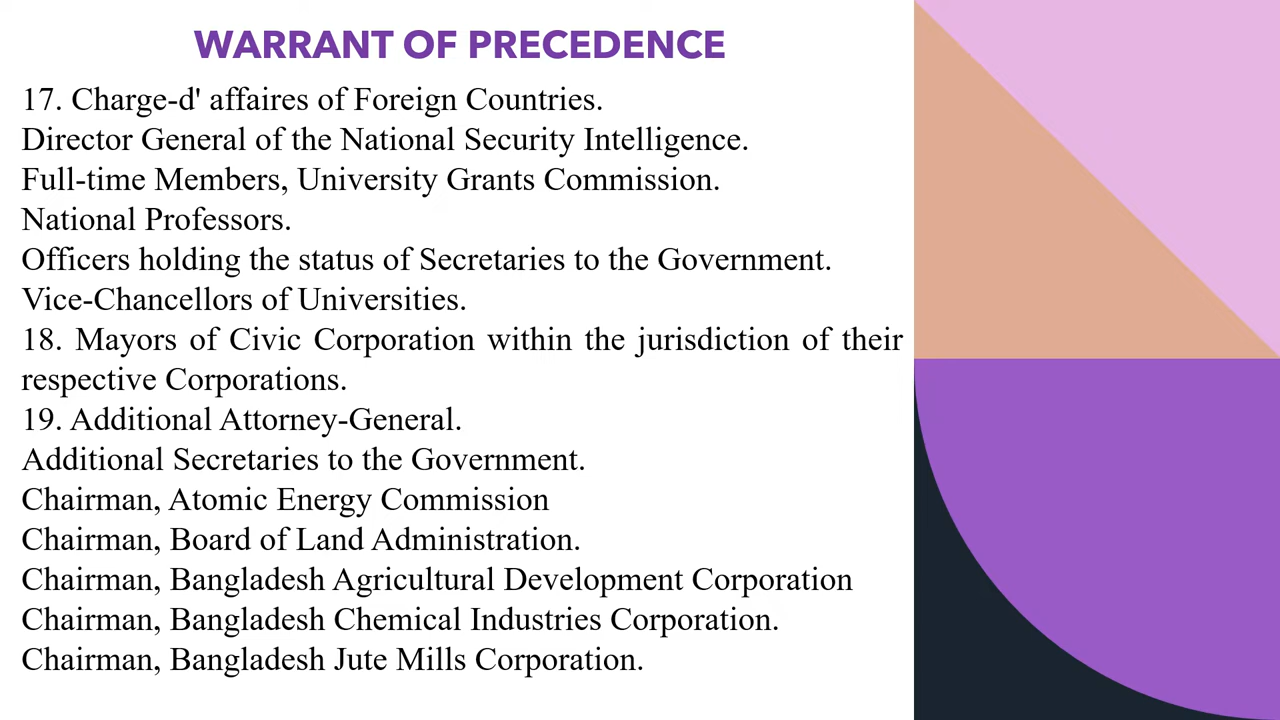 WARRANT OF PRECEDENCE
17. Charge-d' affaires of Foreign Countries.
Director General of the National Security Intelligence.
Full-time Members, University Grants Commission.
National Professors.
Officers holding the status of Secretaries to the Government.
Vice-Chancellors of Universities.
18. Mayors of Civic Corporation within the jurisdiction of their
respective Corporations.
19. Additional Attorney-General.
Additional Secretaries to the Government.
Chairman, Atomic Energy Commission
Chairman, Board of Land Administration.
Chairman, Bangladesh Agricultural Development Corporation
Chairman, Bangladesh Chemical Industries Corporation.
Chairman, Bangladesh Jute Mills Corporation.